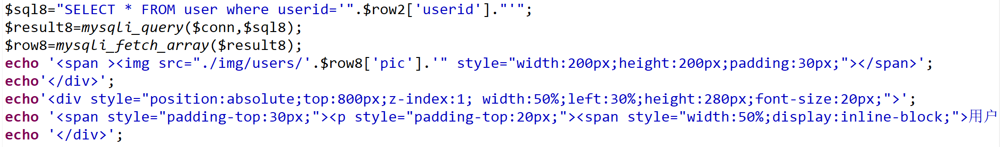 $sql8="SELECT * FROM user where userid='".$row2['userid']."'";
$result8=mysqli_query($conn,$sql8);
$row8=mysqli_fetch_array($result8);
echo '<span ><img src="./img/users/'.$row8['pic'].'" style="width:200px;height:200px;padding:30px;"></span>';
echo'</div>';
echo'<div style="position:absolute;top:800px;z-index:1; width:50%;left:30%;height:280px;font-size:20px;">';
echo '<span style="padding-top:30px;"><p style="padding-top:20px;"><span style="width:50%;display:inline-block;">用户
echo '</div>';